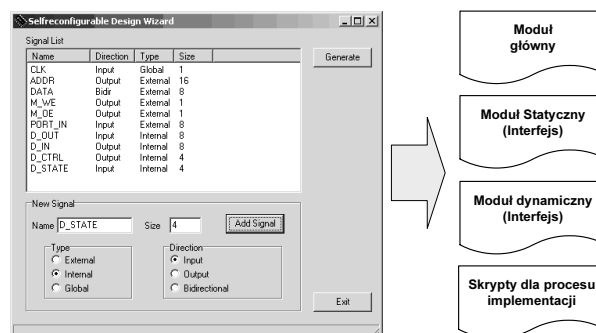 Selfreconfigurable Design Wizard
Signal List
Name Direction Type Size
CLK Input Global 1
ADDR Output External 16
DATA Bidir External 8
M_WE Output External 1
M_OE Output External 1
PORT_IN Input External 8
D_OUT Input Internal 8
D_IN Output Internal 8
D_CTRL Output Internal 4
D_STATE Input Internal 4
Generate
New Signal
Name D_STATE Size 4 Add Signal
Type
External
Internal
Global
Direction
Input
Output
Bidirectional
Exit
Moduł
główny
Moduł Statyczny
(Interfejs)
Moduł dynamiczny
(Interfejs)
Skrypty dla procesu
implementacji